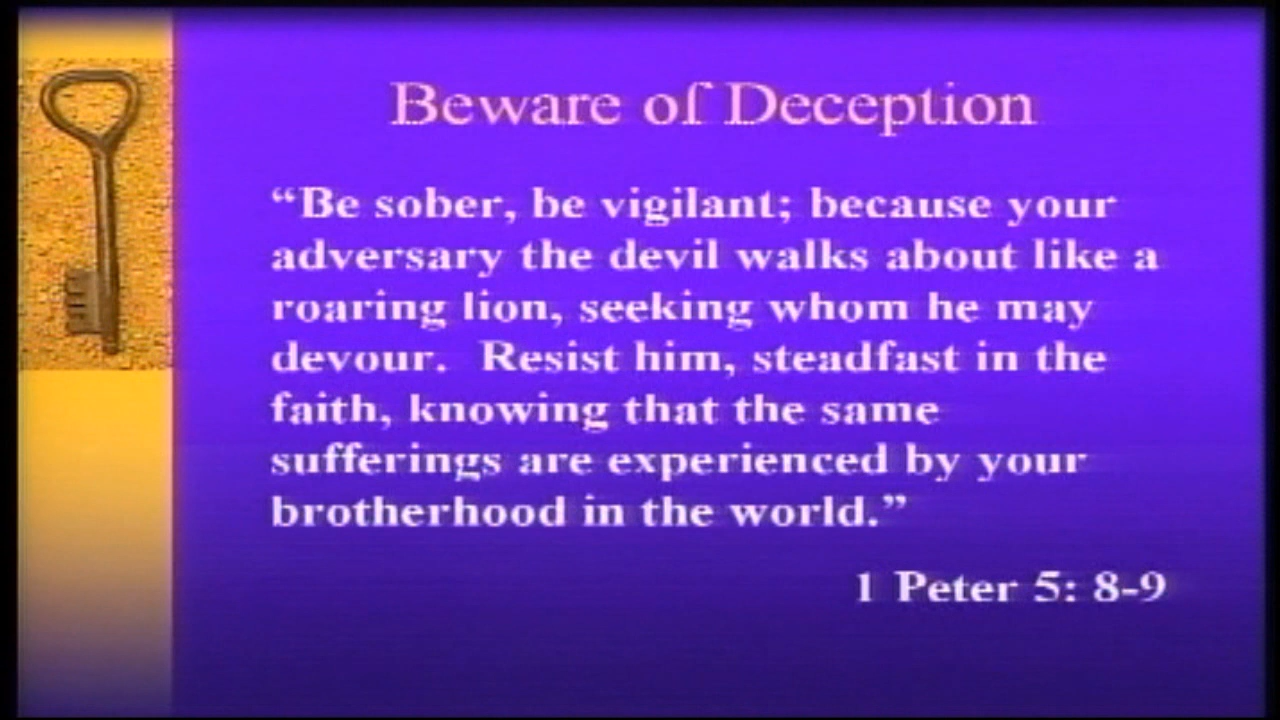 Beware of Deception
“Be sober, be vigilant; because your
adversary the devil walks about like a
roaring lion, seeking whom he may
devour.  Resist him, steadfast in the
faith, knowing that the same
sufferings are experienced by your
brotherhood in the world.”
1 Peter 5: 8-9